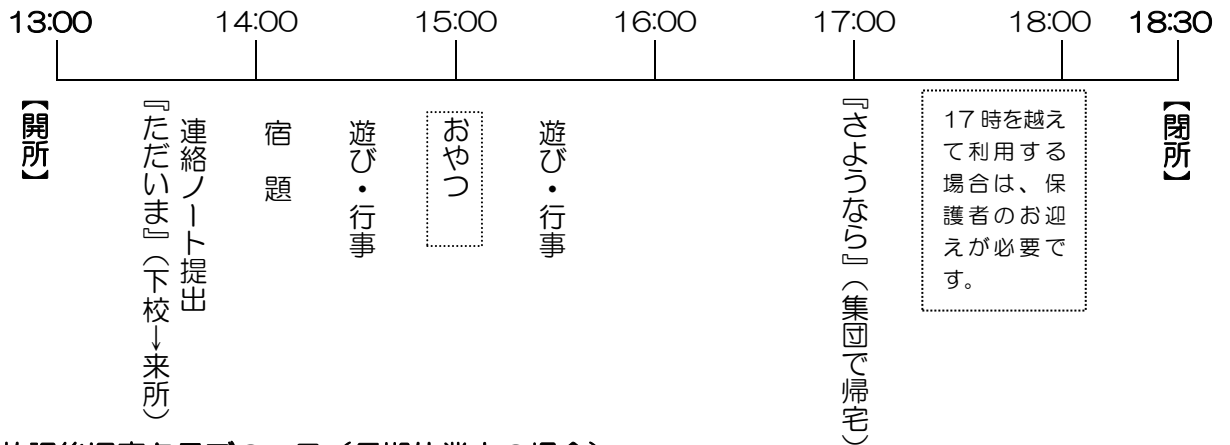 13:00 14:00 15:00 16:00 17:00 18:00 18:30
【開所】
『ただいま』（下校→来所）
連絡ノート提出
宿 題
遊び・行事
おやつ
遊び・行事
『さようなら』（集団で帰宅）
17時を越え
て利用する
場合は、保
護者のお迎
えが必要で
す。
【閉所】